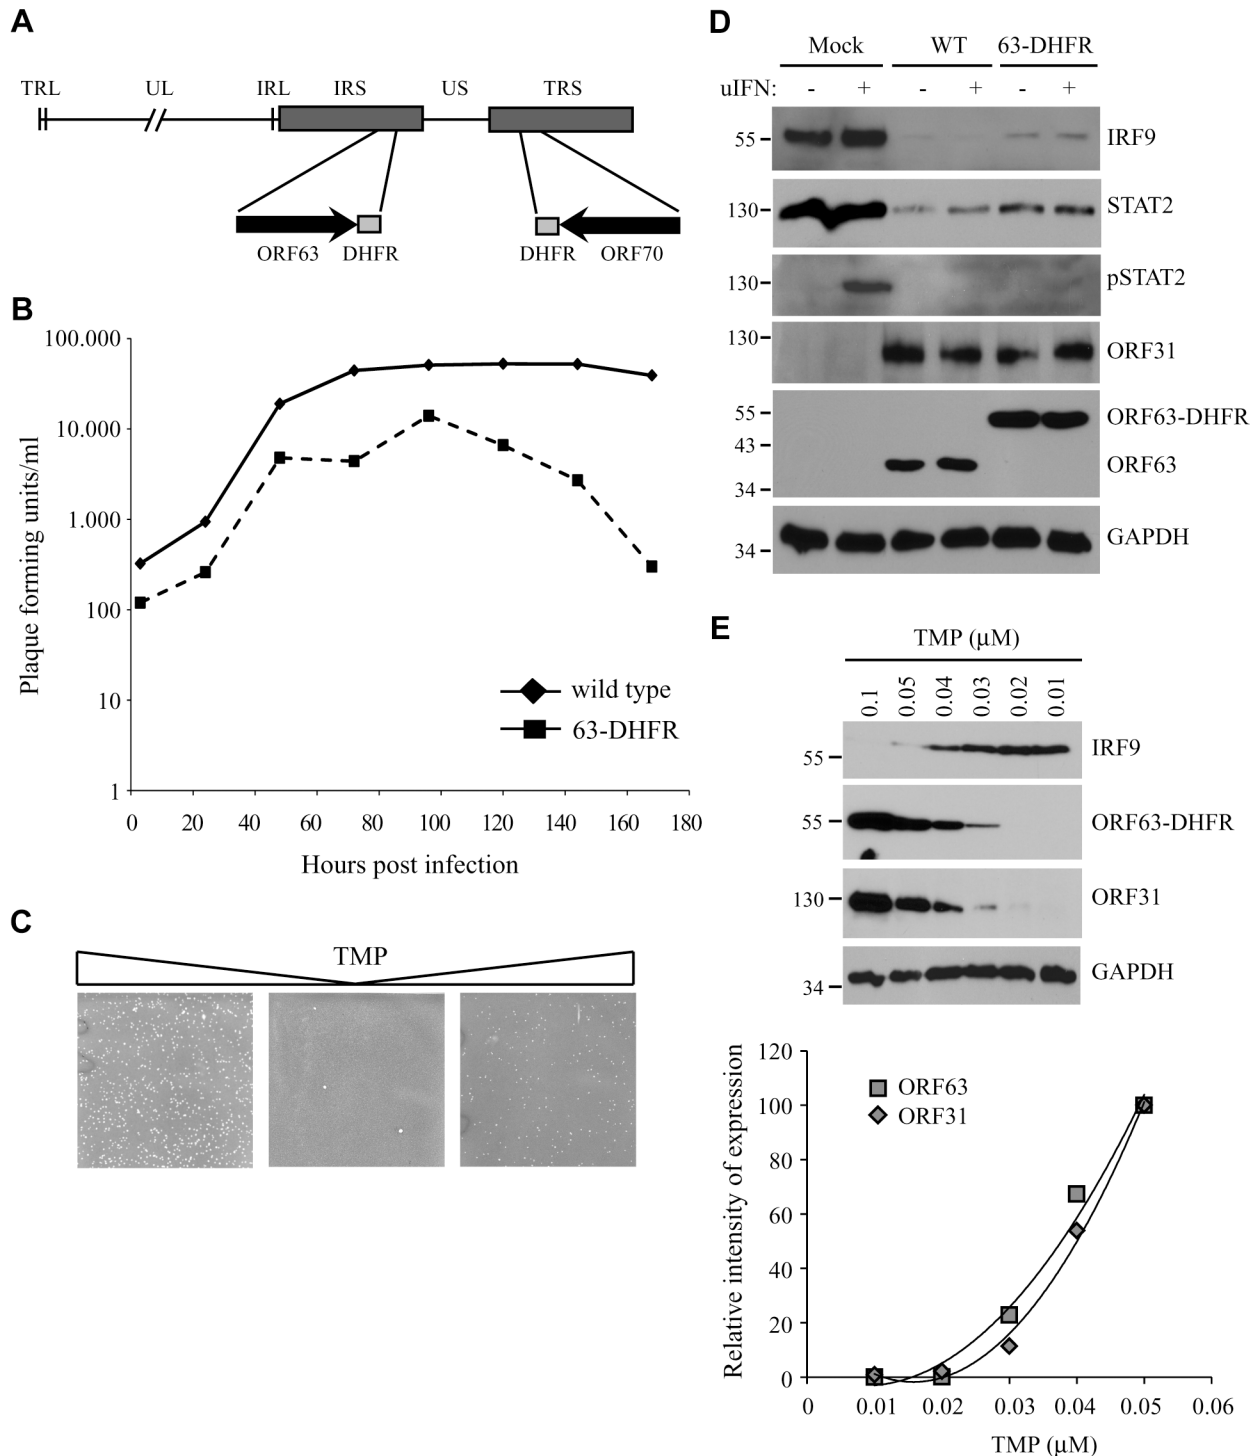 A
TRL UL IRL IRS US TRS
ORF63 DHFR DHFR ORF70
B
100.000
10.000
1.000
100
10
1
Plaque forming units/ml
wild type
63-DHFR
0 20 40 60 80 100 120 140 160 180
Hours post infection
C
TMP
D
Mock WT 63-DHFR
uIFN: - + - + - +
55 IRF9
130 STAT2
130 pSTAT2
130 ORF31
55 ORF63-DHFR
43
ORF63
34
34 GAPDH
E
TMP (µM)
0.1 0.05 0.04 0.03 0.02 0.01
55 IRF9
55 ORF63-DHFR
130 ORF31
34 GAPDH
Relative intensity of expression
120
100
80
60
40
20
0
ORF63
ORF31
0 0.01 0.02 0.03 0.04 0.05 0.06
TMP (µM)